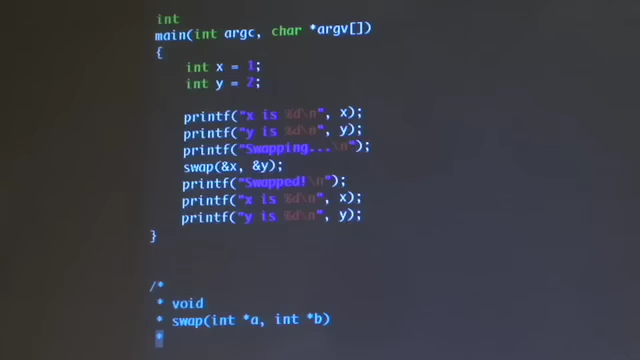 int
main(int argc, char *argv[])
{
int x = 1;
int y = 2;
printf("x is %d\n", x);
printf("y is %d\n", y);
printf("Swapping...\n");
swap(&x, &y);
printf("Swapped!\n");
printf("x is %d\n", x);
printf("y is %d\n", y);
}
/*
* void
* swap(int *a, int *b)
*